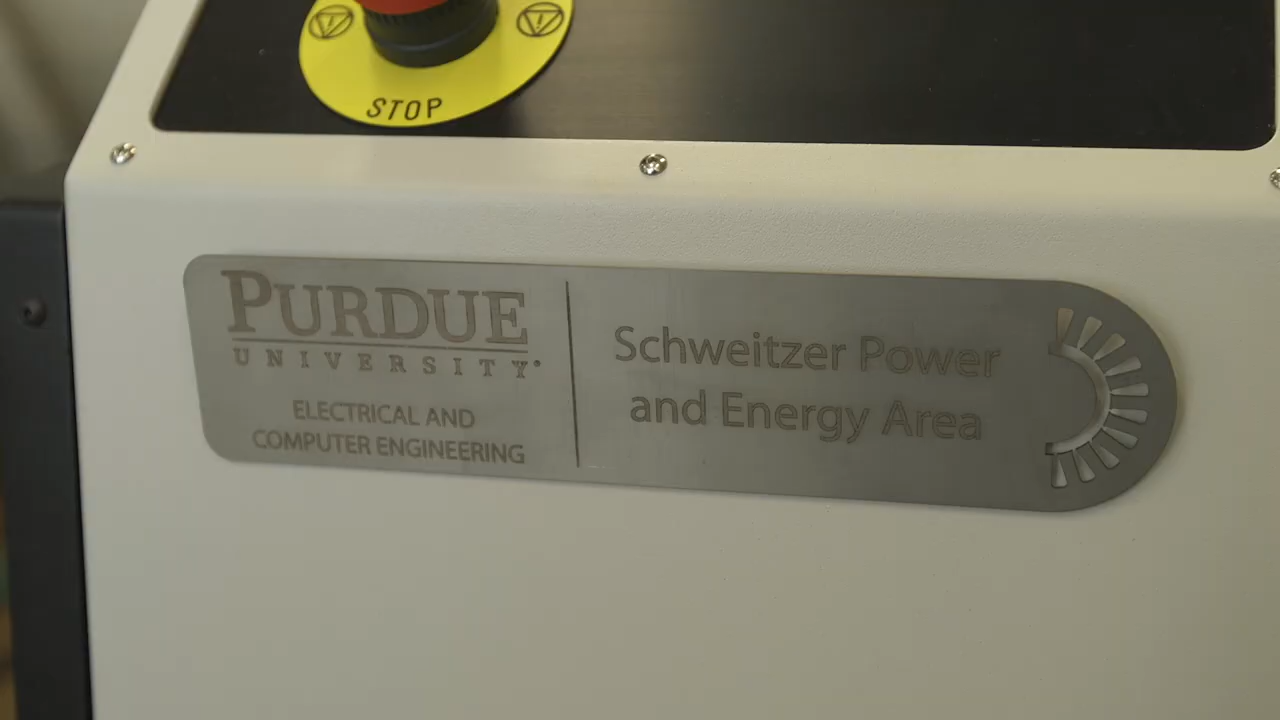 STOP
PURDUE
UNIVERSITY®
ELECTRICAL AND
COMPUTER ENGINEERING
Schweitzer Power
and Energy Area